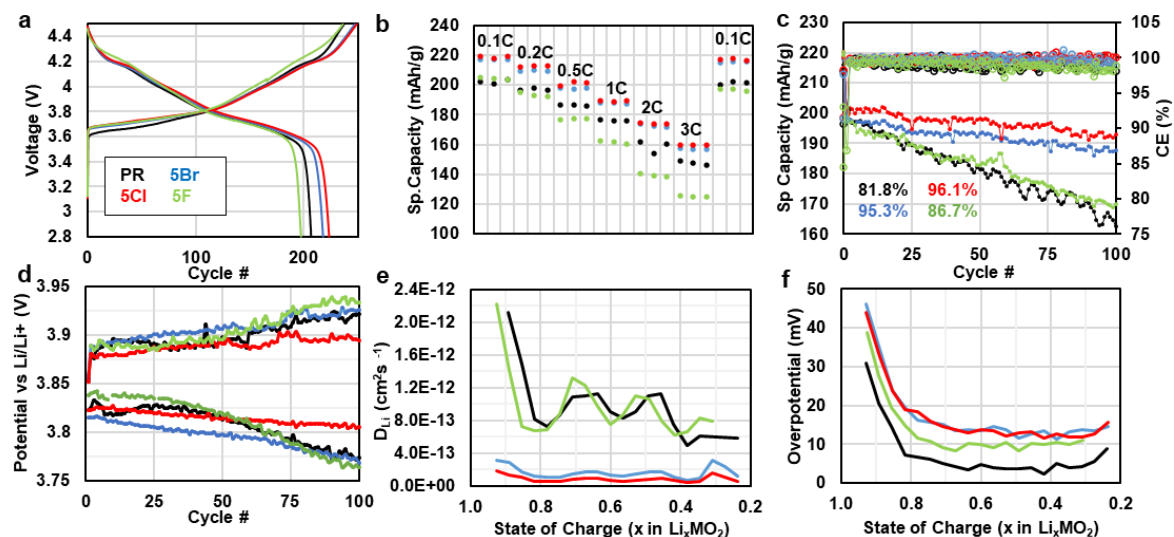 a
4.4
4.2
4
3.8
3.6
3.4
3.2
3
2.8
Voltage (V)
PR 5Br
5Cl 5F
0 100 200
Cycle #
b
240
220
200
180
160
140
120
100
Sp.Capacity (mAh/g)
0.1C 0.2C 0.5C 1C 2C 3C 0.1C
c
230
220
210
200
190
180
170
160
Sp Capacity (mAh/g)
105
100
95
90
85
80
75
CE (%)
81.8% 96.1%
95.3% 86.7%
0 25 50 75 100
Cycle #
d
3.95
3.9
3.85
3.8
3.75
Potential vs Li/Li+ (V)
0 25 50 75 100
Cycle #
e
2.4E-12
2.0E-12
1.6E-12
1.2E-12
8.0E-13
4.0E-13
0.0E+00
D_Li (cm²s⁻¹)
1.0 0.8 0.6 0.4 0.2
State of Charge (x in LiₓMO₂)
f
50
40
30
20
10
0
Overpotential (mV)
1.0 0.8 0.6 0.4 0.2
State of Charge (x in LiₓMO₂)